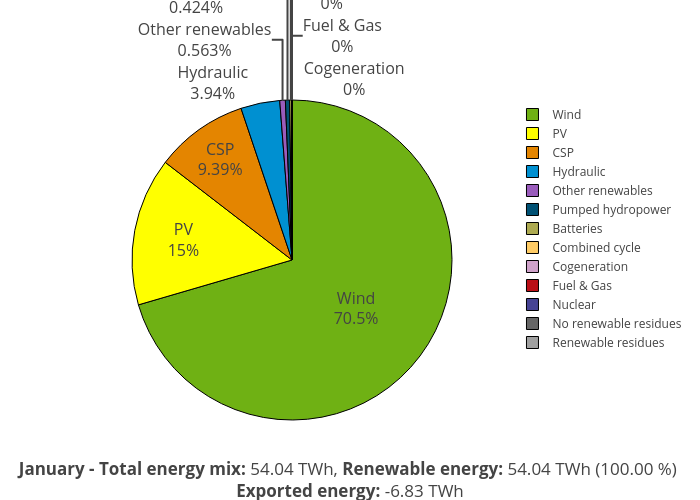 0.424%
0%
Other renewables
0.563%
Fuel & Gas
0%
Hydraulic
3.94%
Cogeneration
0%
CSP
9.39%
PV
15%
Wind
70.5%
Wind
PV
CSP
Hydraulic
Other renewables
Pumped hydropower
Batteries
Combined cycle
Cogeneration
Fuel & Gas
Nuclear
No renewable residues
Renewable residues
January - Total energy mix: 54.04 TWh, Renewable energy: 54.04 TWh (100.00 %)
Exported energy: -6.83 TWh